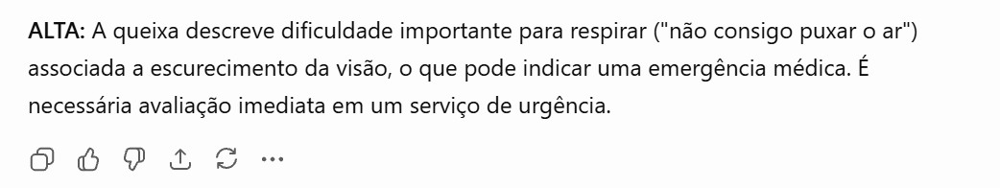 ALTA: A queixa descreve dificuldade importante para respirar ("não consigo puxar o ar")
associada a escurecimento da visão, o que pode indicar uma emergência médica. É
necessária avaliação imediata em um serviço de urgência.